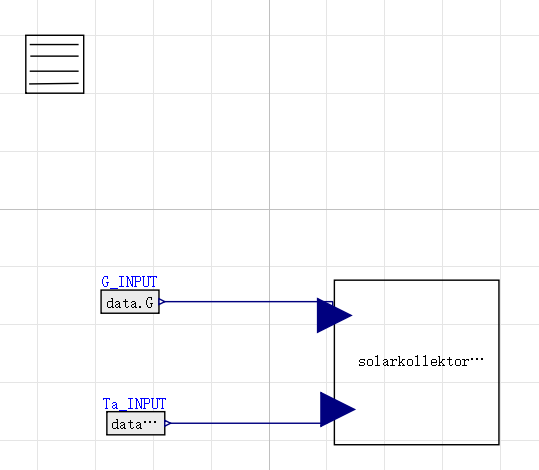 G_INPUT
data.G
solarkollektor…
Ta_INPUT
data…